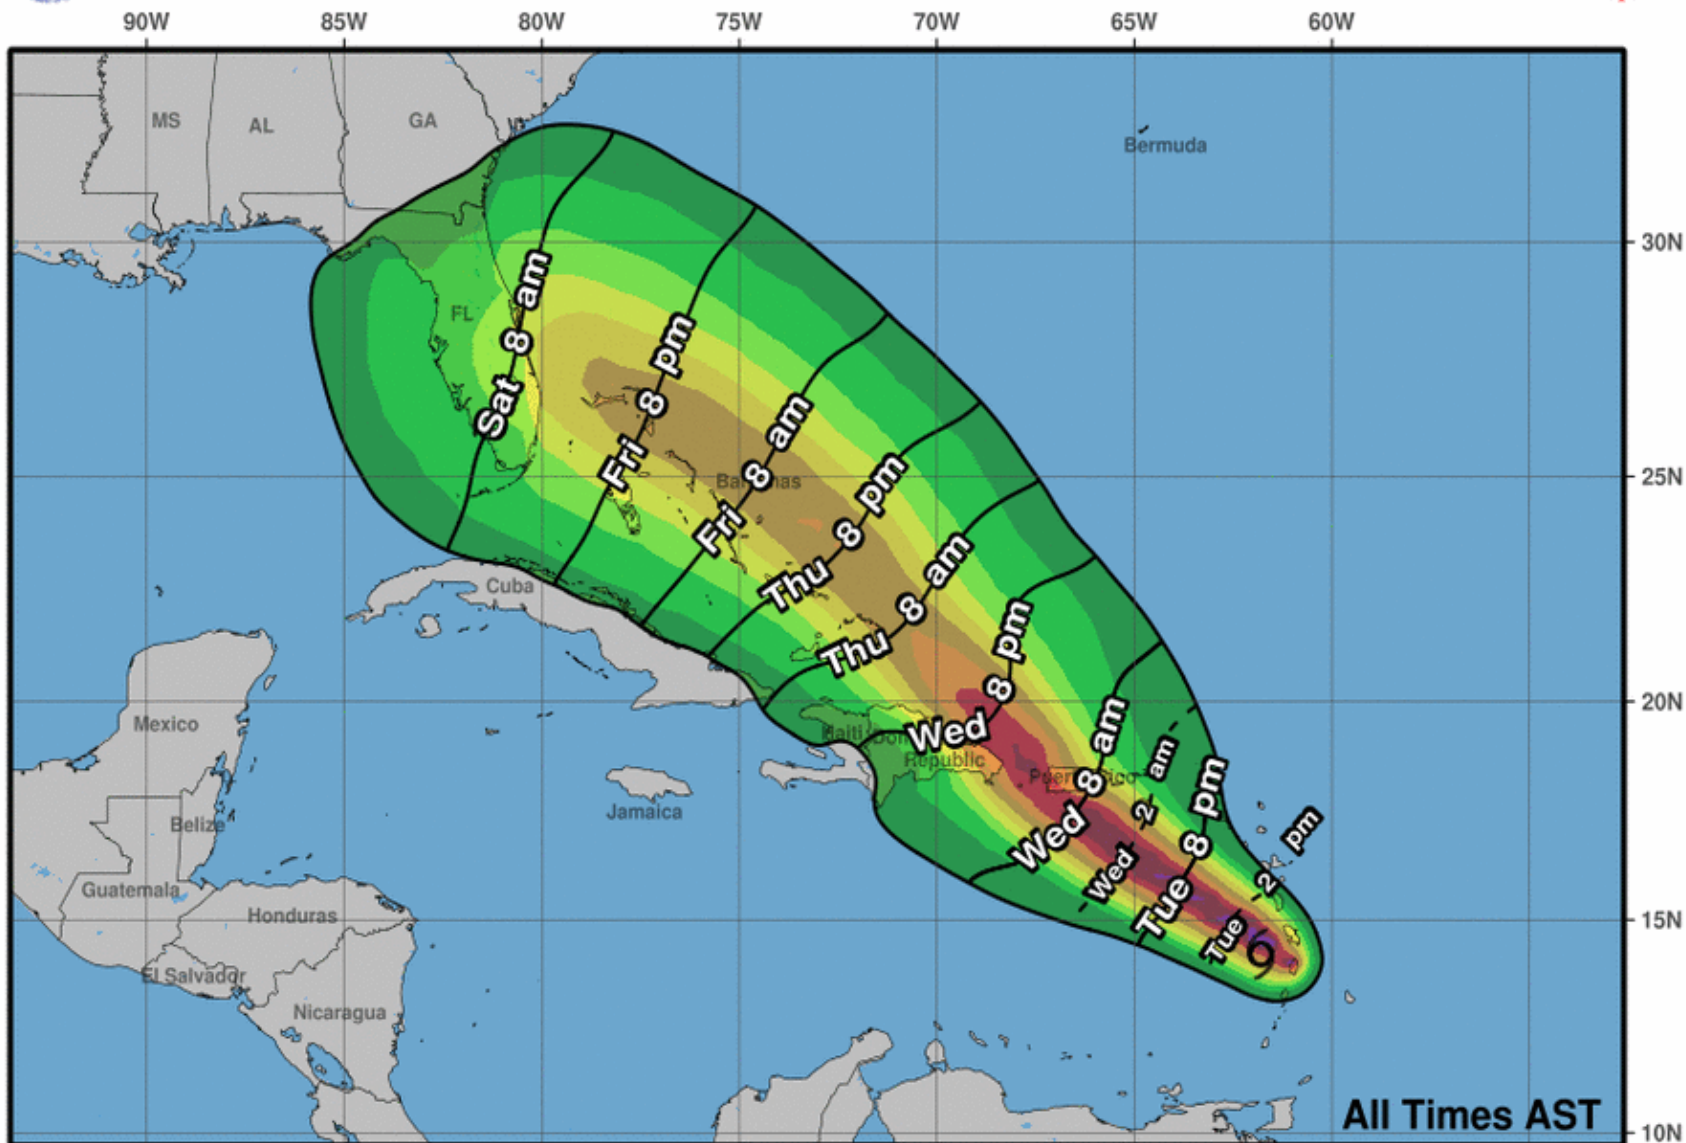 90W 85W 80W 75W 70W 65W 60W
MS AL GA
Bermuda
30N
FL
Sat 8 am
Fri 8 pm
Fri 8 am
Thu 8 pm
Thu 8 am
Wed 8 pm
Wed 8 am
Wed 2 am
Tue 8 pm
Tue 2 pm
25N
Cuba
20N
Mexico
Haiti
Republic
Jamaica
Belize
Guatemala
Honduras
15N
El Salvador
Nicaragua
All Times AST
10N